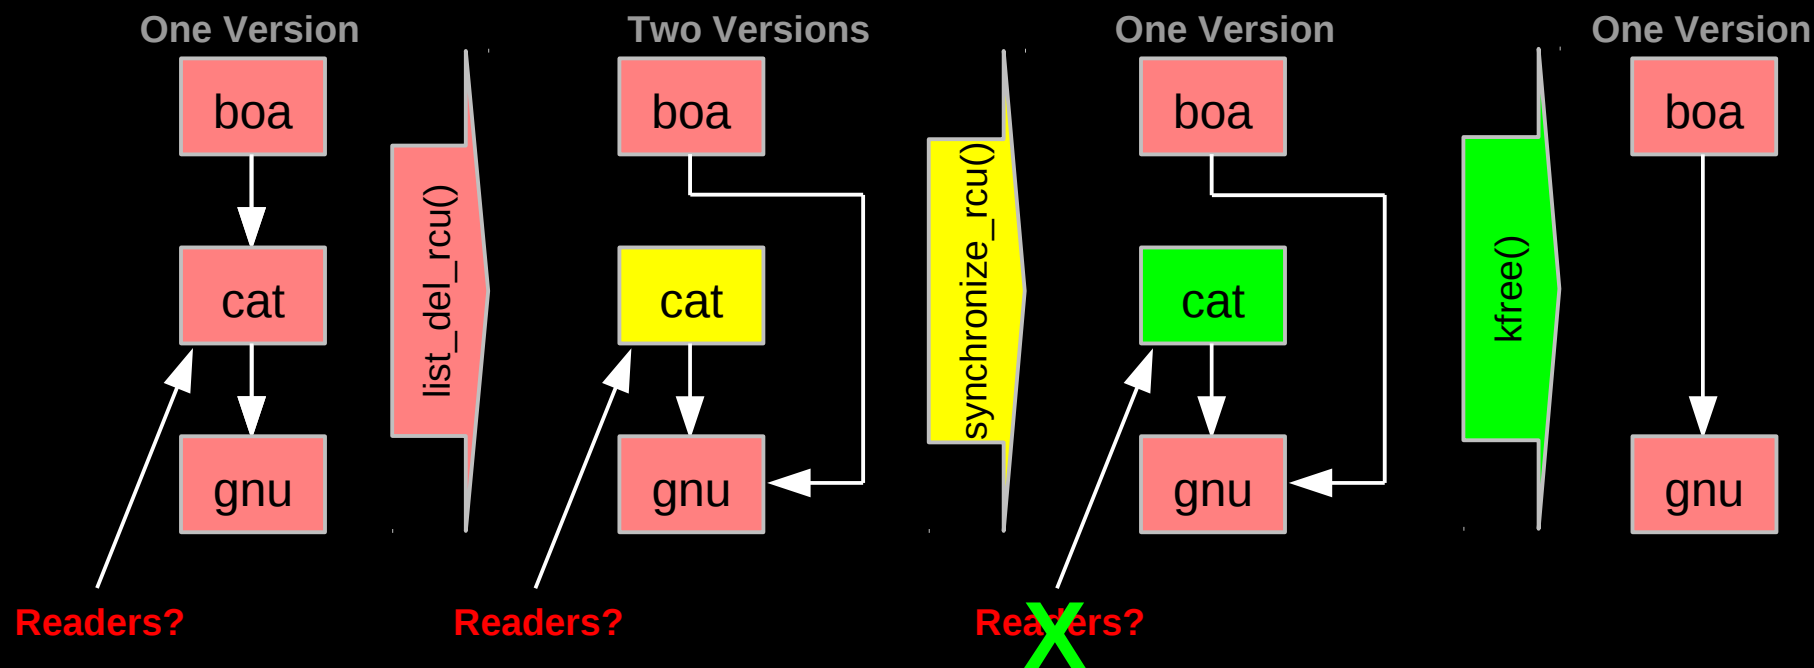 One Version
boa
cat
gnu
Readers?
list_del_rcu()
Two Versions
boa
cat
gnu
Readers?
synchronize_rcu()
One Version
boa
cat
gnu
Readers?
X
kfree()
One Version
boa
gnu